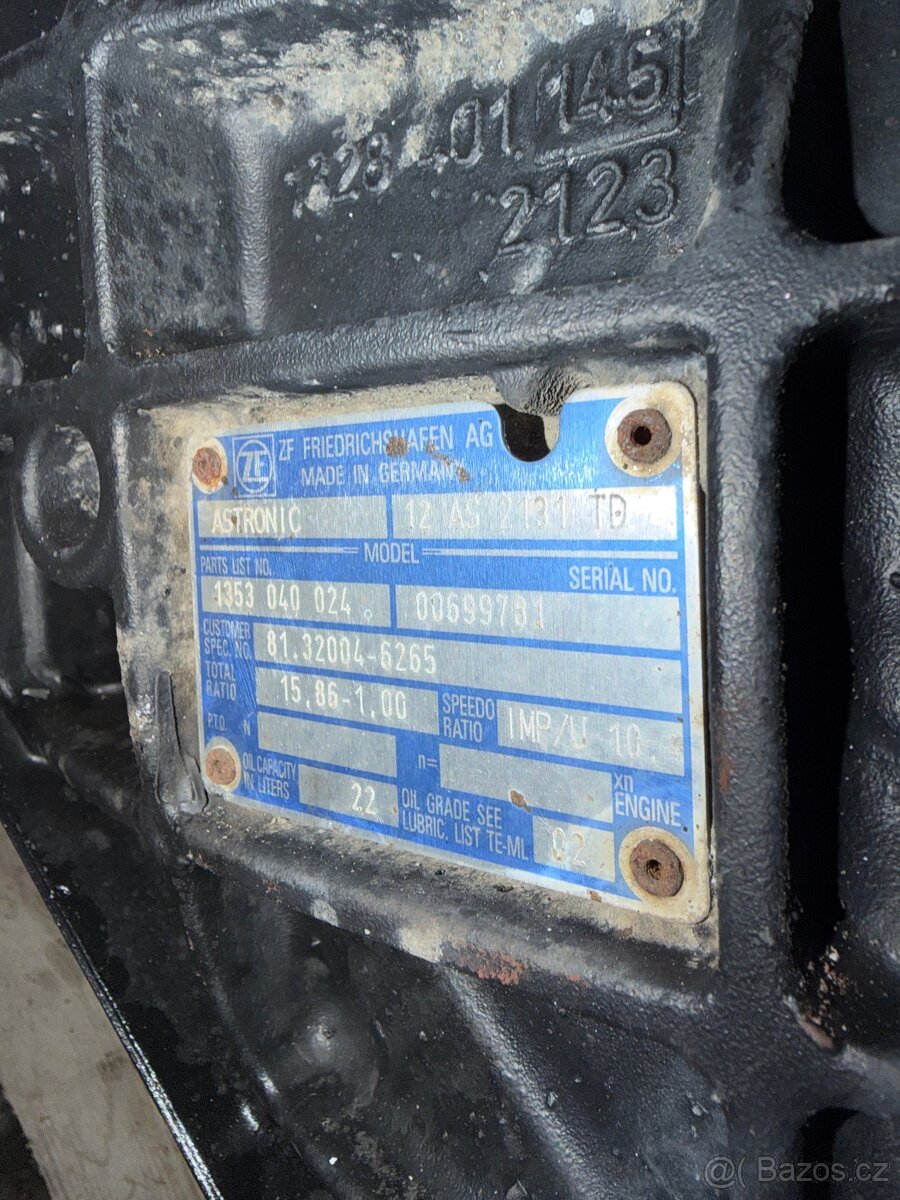 1328 401 145
2123
ZF
ZF FRIEDRICHSHAFEN AG
MADE IN GERMANY
ASTRONIC 12 AS 2131 TD
MODEL
PARTS LIST NO. SERIAL NO.
1353 040 024 00699781
CUSTOMER
SPEC. NO. 81.32004-6265
TOTAL
RATIO 15,86-1,00 SPEEDO
RATIO IMP/U 10
P.T.O. N n= xn
ENGINE
OIL CAPACITY
IN LITERS 22 OIL GRADE SEE
LUBRIC. LIST TE-ML 02
@( Bazos.cz